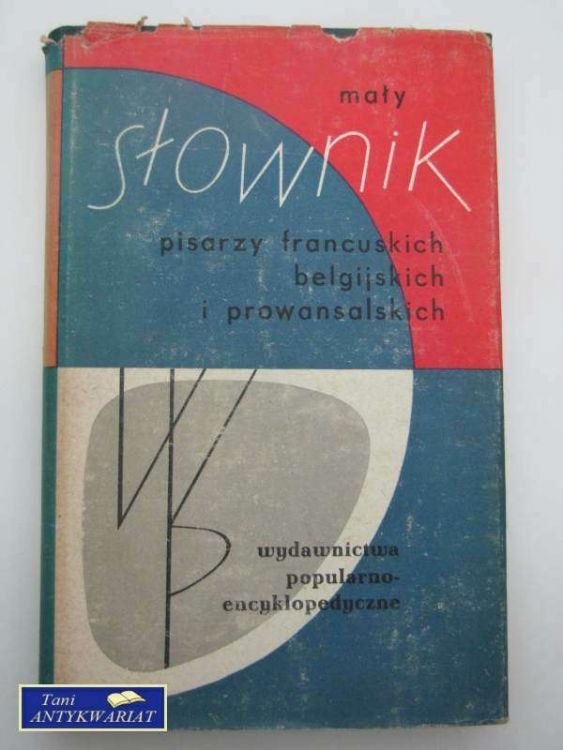 mały
słownik
pisarzy francuskich
belgijskich
i prowansalskich
wydawnictwa
popularno-
encyklopedyczne
Tani
ANTYKWARIAT